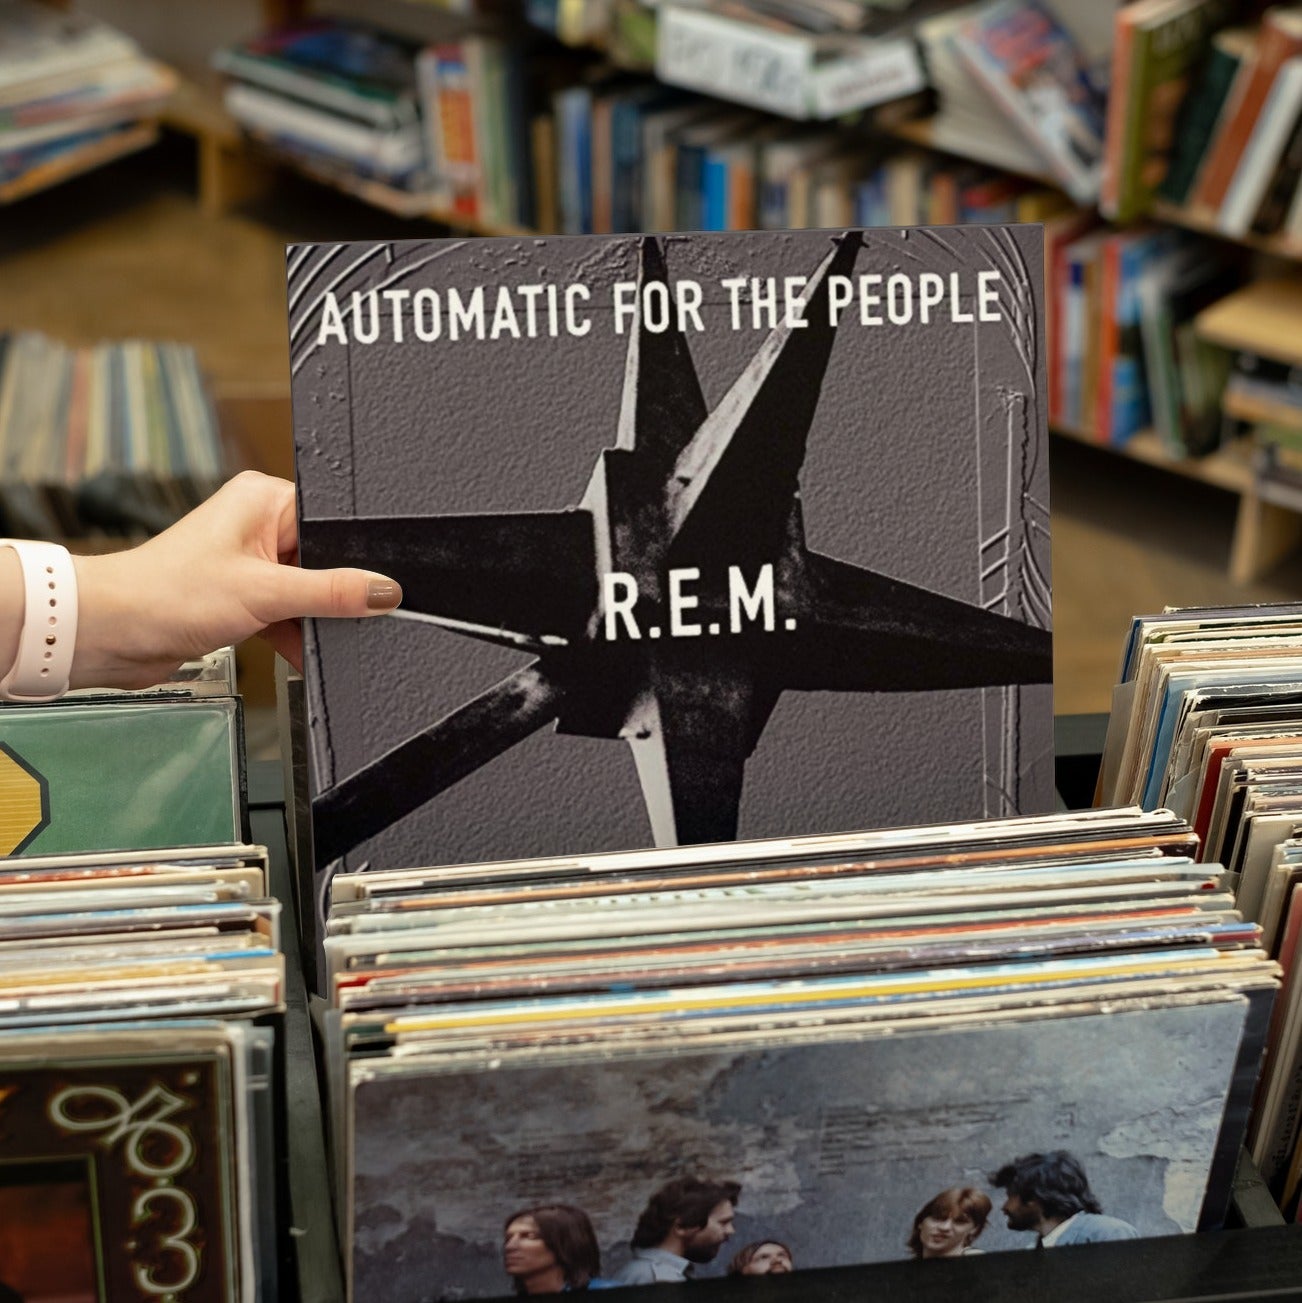 AUTOMATIC FOR THE PEOPLE
R.E.M.